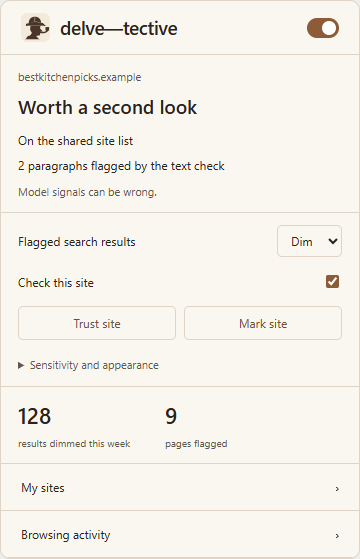 delve—tective
bestkitchenpicks.example
Worth a second look
On the shared site list
2 paragraphs flagged by the text check
Model signals can be wrong.
Flagged search results
Dim
Check this site
Trust site
Mark site
Sensitivity and appearance
128
results dimmed this week
9
pages flagged
My sites
Browsing activity